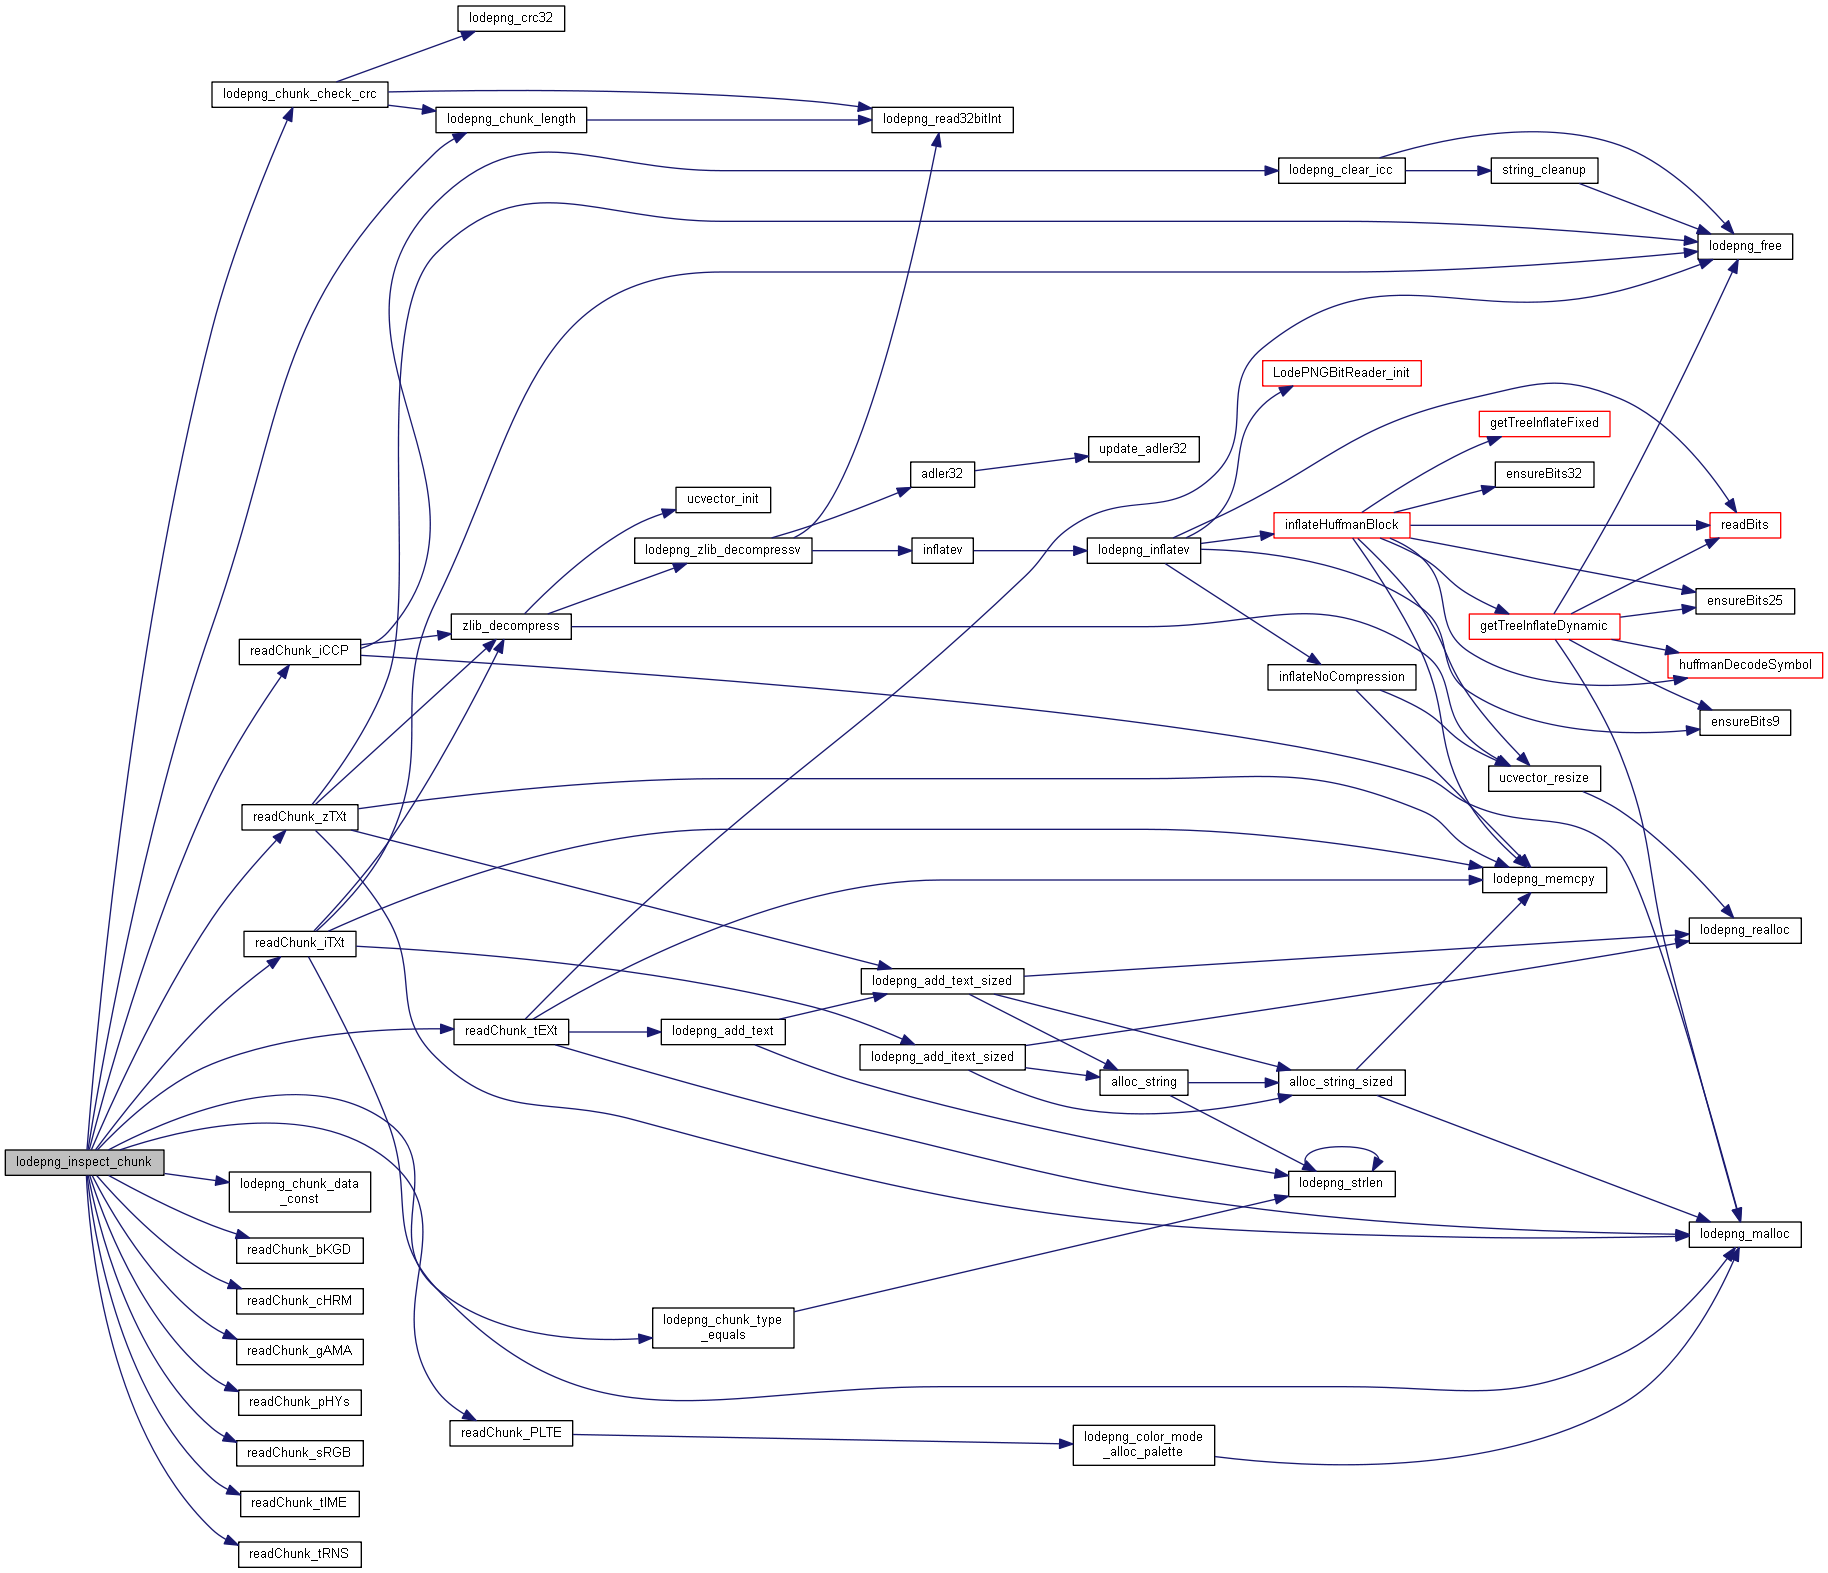 lodepng_crc32
lodepng_chunk_check_crc
lodepng_chunk_length
lodepng_read32bitInt
lodepng_clear_icc
string_cleanup
lodepng_free
LodePNGBitReader_init
getTreeInflateFixed
update_adler32
adler32
ensureBits32
ucvector_init
inflateHuffmanBlock
readBits
lodepng_zlib_decompressv
inflatev
lodepng_inflatev
ensureBits25
zlib_decompress
getTreeInflateDynamic
readChunk_iCCP
huffmanDecodeSymbol
inflateNoCompression
ensureBits9
ucvector_resize
readChunk_zTXt
lodepng_memcpy
lodepng_realloc
readChunk_iTXt
lodepng_add_text_sized
readChunk_tEXt
lodepng_add_text
lodepng_add_itext_sized
alloc_string
alloc_string_sized
lodepng_inspect_chunk
lodepng_strlen
lodepng_chunk_data
_const
lodepng_malloc
readChunk_bKGD
readChunk_cHRM
lodepng_chunk_type
_equals
readChunk_gAMA
readChunk_pHYs
readChunk_PLTE
lodepng_color_mode
_alloc_palette
readChunk_sRGB
readChunk_tIME
readChunk_tRNS